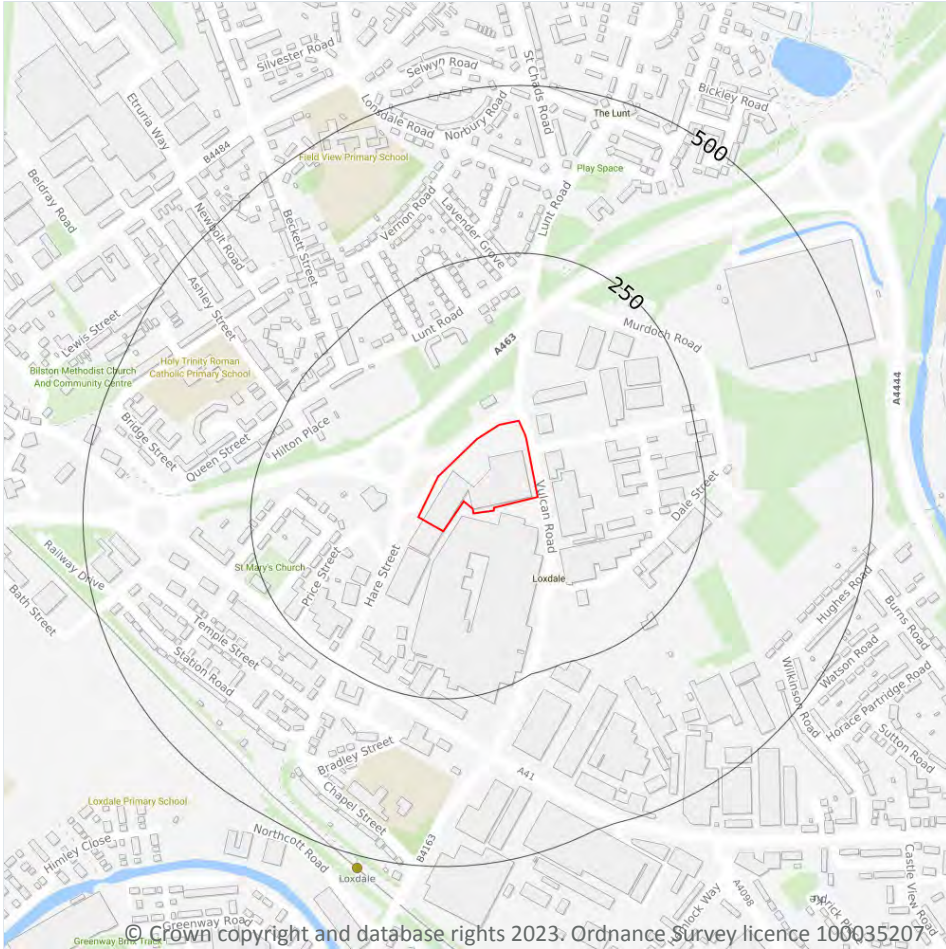 Silvester Road
Selwyn Road
St Chads Road
Bickley Road
Etruria Way
Lonsdale Road
Norbury Road
The Lunt
500
B4484
Field View Primary School
Play Space
Beldray Road
Newbolt Road
Beckett Street
Vernon Road
Lavender Grove
Lunt Road
250
Ashley Street
Lunt Road
A463
Murdoch Road
Lewis Street
Holy Trinity Roman
Catholic Primary School
Bilston Methodist Church
And Community Centre
A4444
Bridge Street
Queen Street
Hilton Place
Vulcan Road
Dale Street
Railway Drive
St Mary's Church
Price Street
Hare Street
Loxdale
Bath Street
Hughes Road
Burns Road
Temple Street
Station Road
Watson Road
Wilkinson Road
Horace Partridge Road
Sutton Road
Bradley Street
A41
Loxdale Primary School
Chapel Street
Himley Close
Northcott Road
B4163
Loxdale
Castle View Road
A4098
Greenway Road
Greenway Bmx Track
© Crown copyright and database rights 2023. Ordnance Survey licence 100035207.